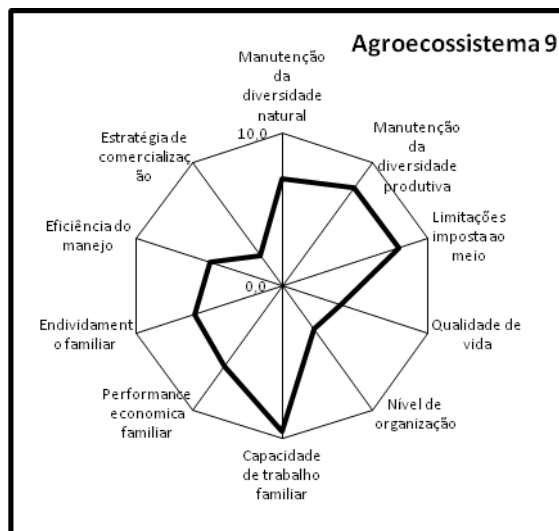 Agroecossistema 9
Manutenção
da
diversidade
natural
10,0
Manutenção
da
diversidade
produtiva
Limitações
imposta ao
meio
Qualidade de
vida
Nível de
organização
Capacidade
de trabalho
familiar
Performance
economica
familiar
Endividament
o familiar
Eficiência do
manejo
Estratégia de
comercializaç
ão
0,0